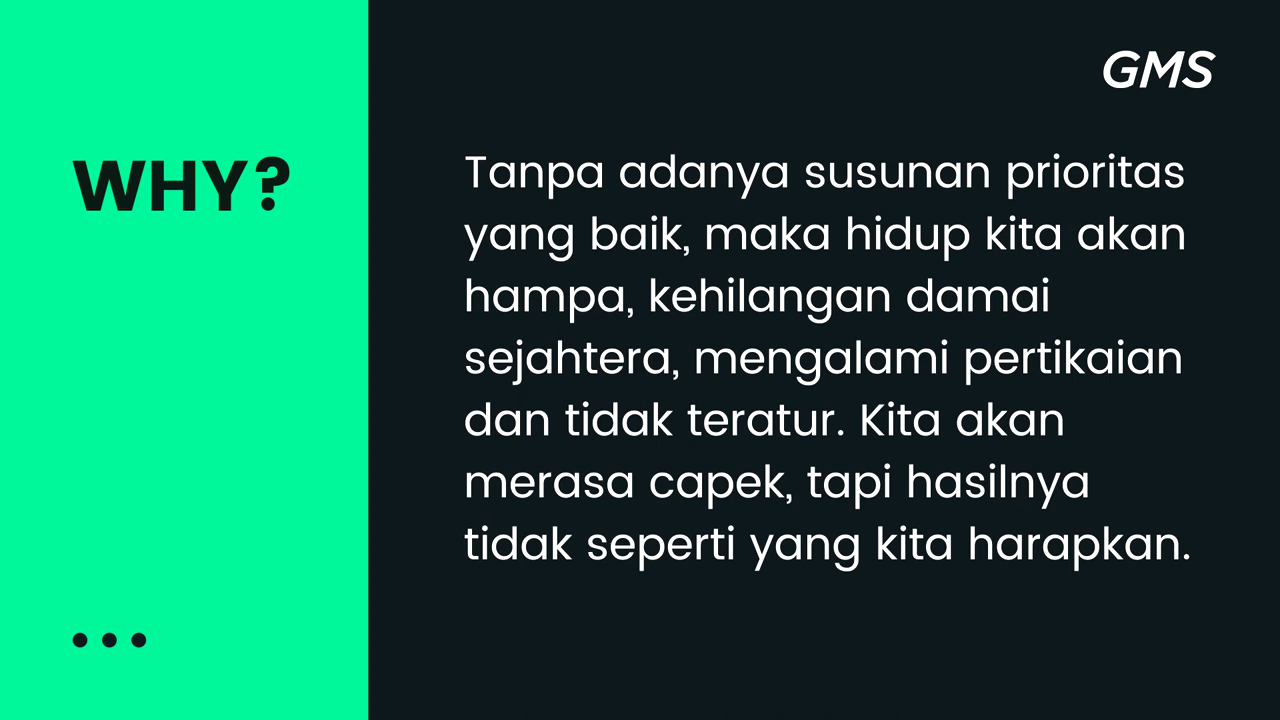 GMS
WHY?
Tanpa adanya susunan prioritas
yang baik, maka hidup kita akan
hampa, kehilangan damai
sejahtera, mengalami pertikaian
dan tidak teratur. Kita akan
merasa capek, tapi hasilnya
tidak seperti yang kita harapkan.